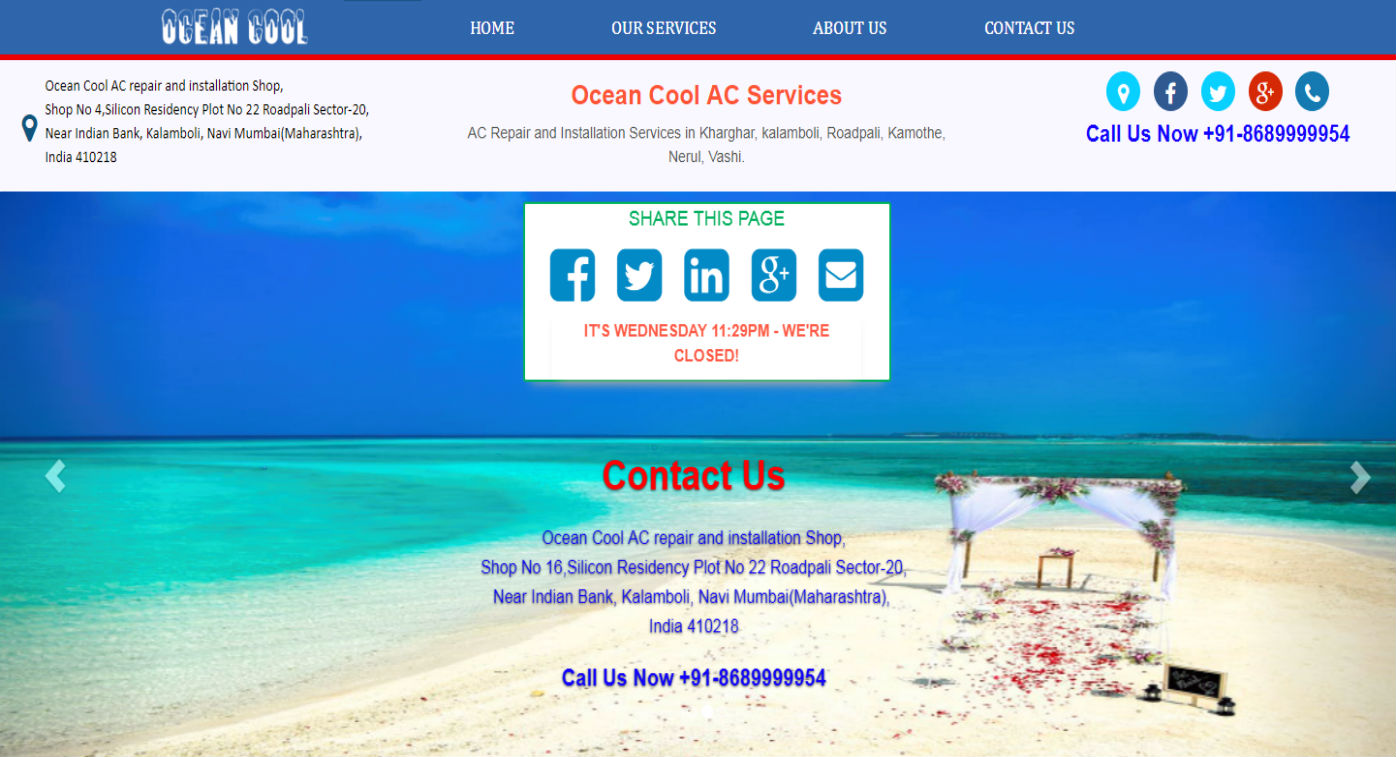 OCEAN COOL
HOME
OUR SERVICES
ABOUT US
CONTACT US
Ocean Cool AC repair and installation Shop,
Shop No 4,Silicon Residency Plot No 22 Roadpali Sector-20,
Near Indian Bank, Kalamboli, Navi Mumbai(Maharashtra),
India 410218
Ocean Cool AC Services
AC Repair and Installation Services in Kharghar, kalamboli, Roadpali, Kamothe,
Nerul, Vashi.
Call Us Now +91-8689999954
SHARE THIS PAGE
IT'S WEDNESDAY 11:29PM - WE'RE
CLOSED!
Contact Us
Ocean Cool AC repair and installation Shop,
Shop No 16,Silicon Residency Plot No 22 Roadpali Sector-20,
Near Indian Bank, Kalamboli, Navi Mumbai(Maharashtra),
India 410218
Call Us Now +91-8689999954